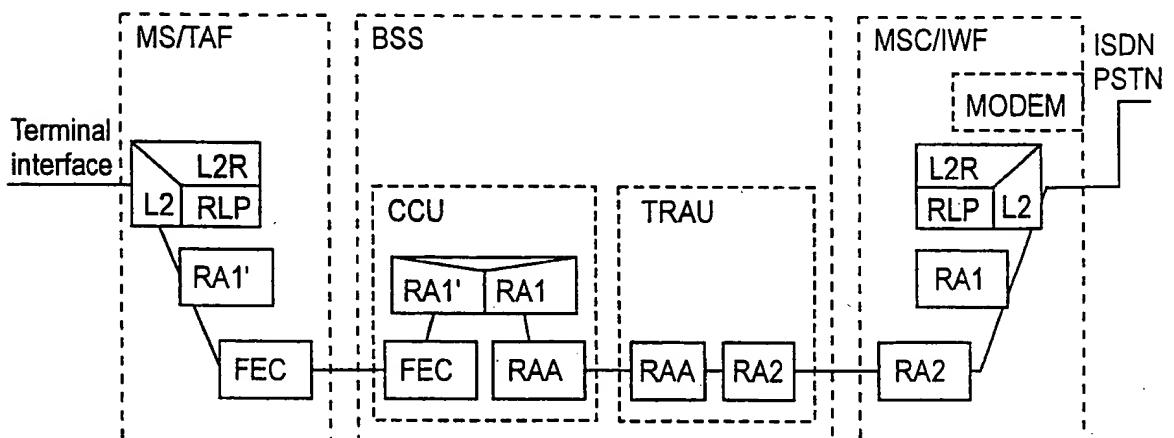 MS/TAF
BSS
MSC/IWF
ISDN
PSTN
MODEM
Terminal
interface
L2R
L2
RLP
CCU
TRAU
L2R
RLP
L2
RA1'
RA1'
RA1
RA1
FEC
FEC
RAA
RAA
RA2
RA2